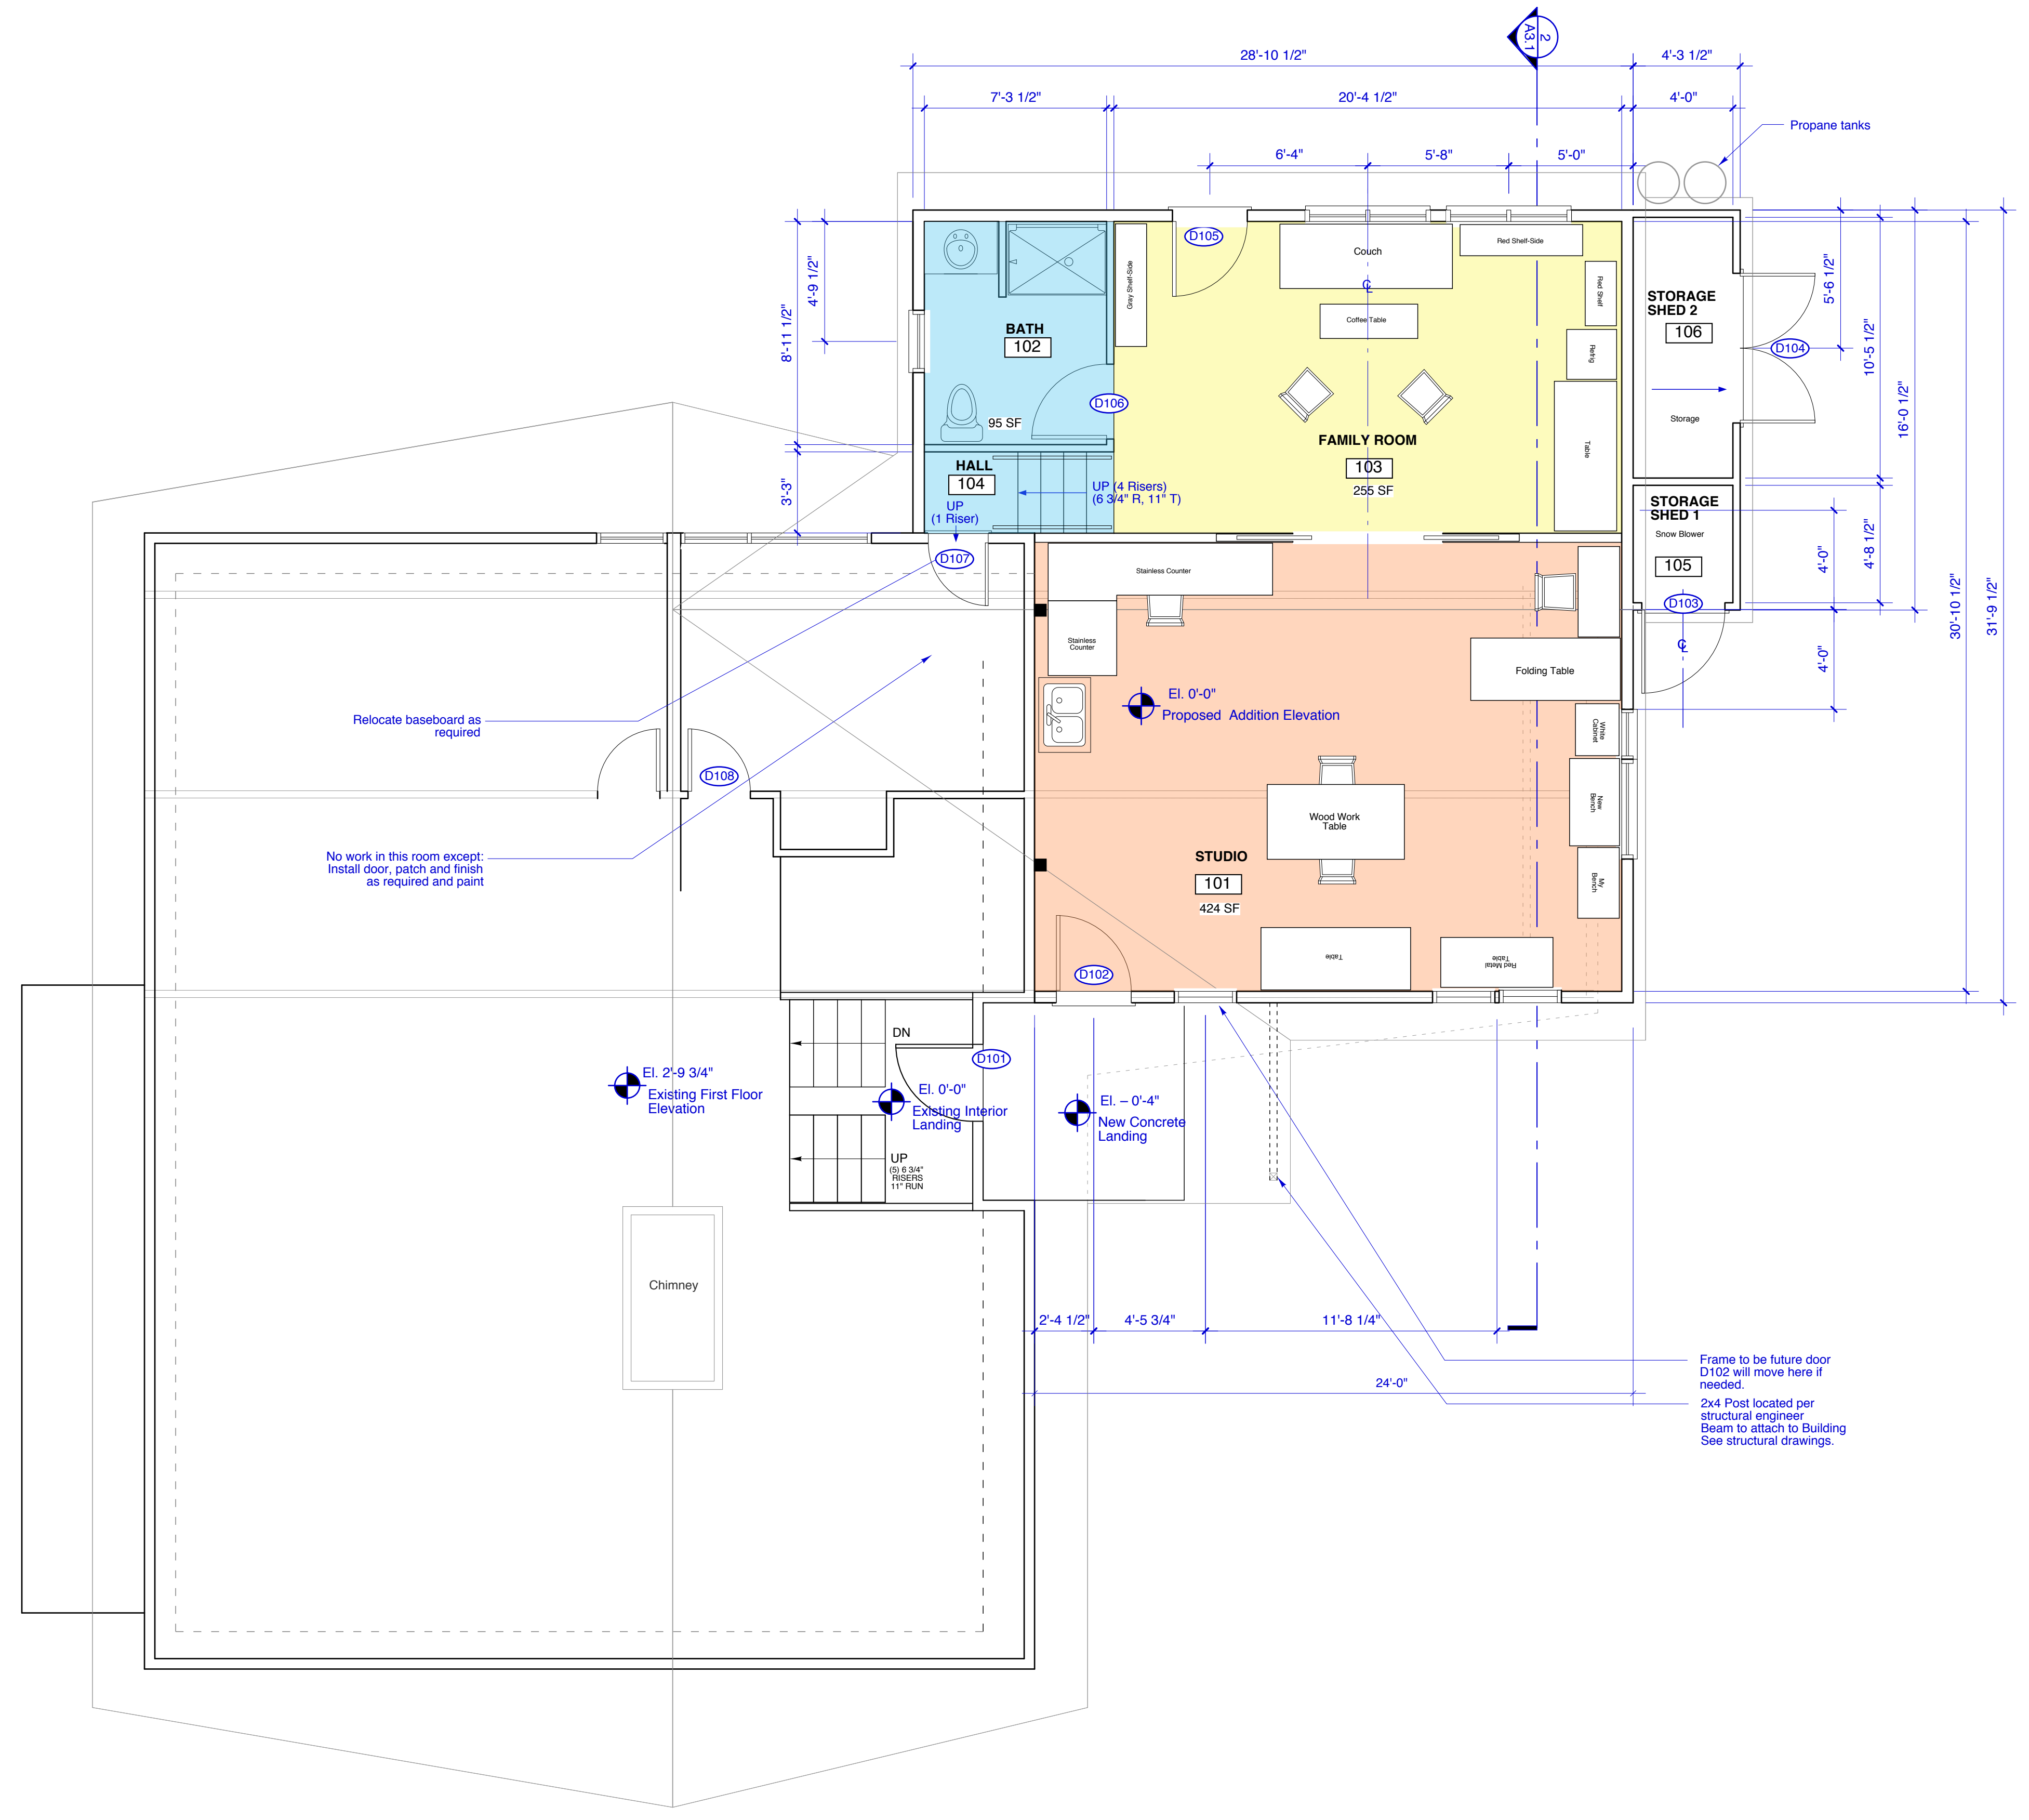 2
A3.1
28'-10 1/2"
4'-3 1/2"
7'-3 1/2"
20'-4 1/2"
4'-0"
Propane tanks
6'-4"
5'-8"
5'-0"
D105
Couch
Red Shelf-Side
Gray Shelf-Side
Red Shelf
4'-9 1/2"
8'-11 1/2"
5'-6 1/2"
CL
Coffee Table
STORAGE
SHED 2
106
BATH
102
Refrig
D104
10'-5 1/2"
16'-0 1/2"
D106
95 SF
Storage
FAMILY ROOM
103
255 SF
Table
HALL
104
UP (4 Risers)
(6 3/4" R, 11" T)
UP
(1 Riser)
3'-3"
STORAGE
SHED 1
Snow Blower
105
4'-0"
4'-8 1/2"
D107
Stainless Counter
D103
30'-10 1/2"
31'-9 1/2"
Stainless
Counter
CL
4'-0"
Folding Table
El. 0'-0"
Proposed  Addition Elevation
Relocate baseboard as
required
White
Cabinet
D108
New
Bench
Wood Work
Table
No work in this room except:
Install door, patch and finish
as required and paint
STUDIO
101
424 SF
My
Bench
Table
Red Metal
Table
D102
DN
D101
El. 2'-9 3/4"
Existing First Floor
Elevation
El. 0'-0"
Existing Interior
Landing
El. – 0'-4"
New Concrete
Landing
UP
(5) 6 3/4"
RISERS
11" RUN
Chimney
2'-4 1/2"
4'-5 3/4"
11'-8 1/4"
24'-0"
Frame to be future door
D102 will move here if
needed.
2x4 Post located per
structural engineer
Beam to attach to Building
See structural drawings.